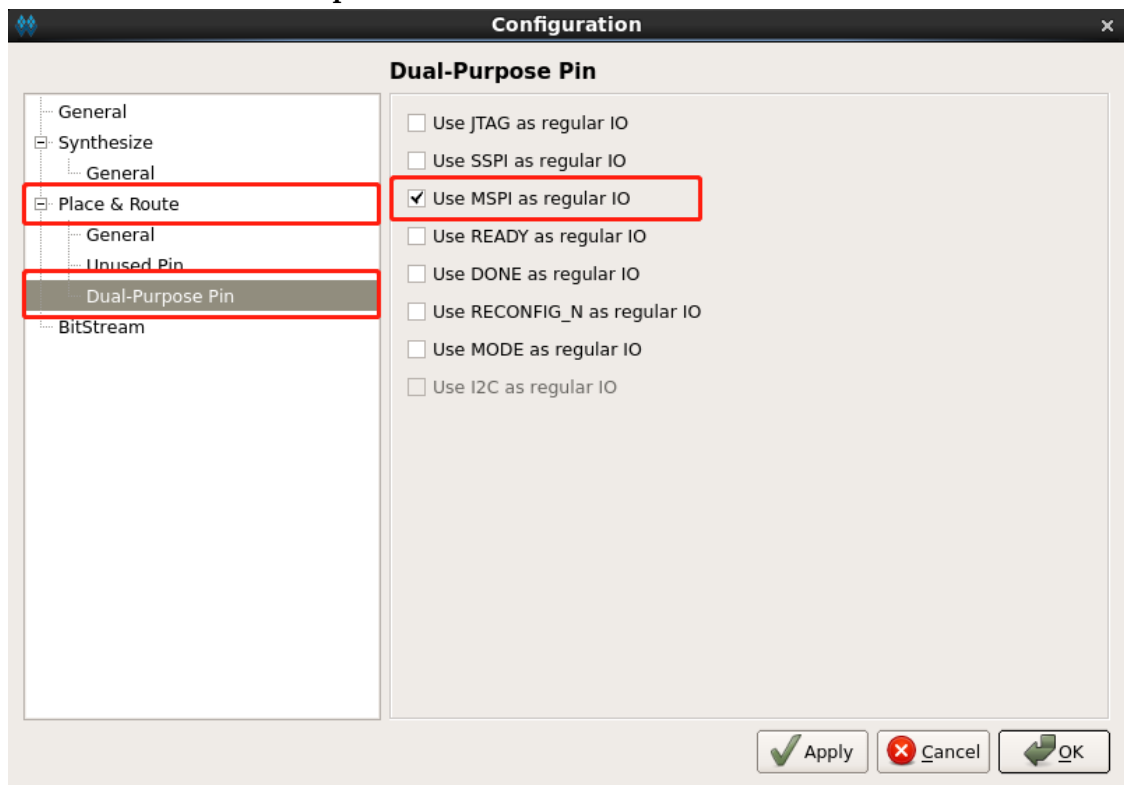 Configuration
Dual-Purpose Pin
General
Synthesize
General
Place & Route
General
Unused Pin
Dual-Purpose Pin
BitStream
Use JTAG as regular IO
Use SSPI as regular IO
Use MSPI as regular IO
Use READY as regular IO
Use DONE as regular IO
Use RECONFIG_N as regular IO
Use MODE as regular IO
Use I2C as regular IO
Apply
Cancel
OK